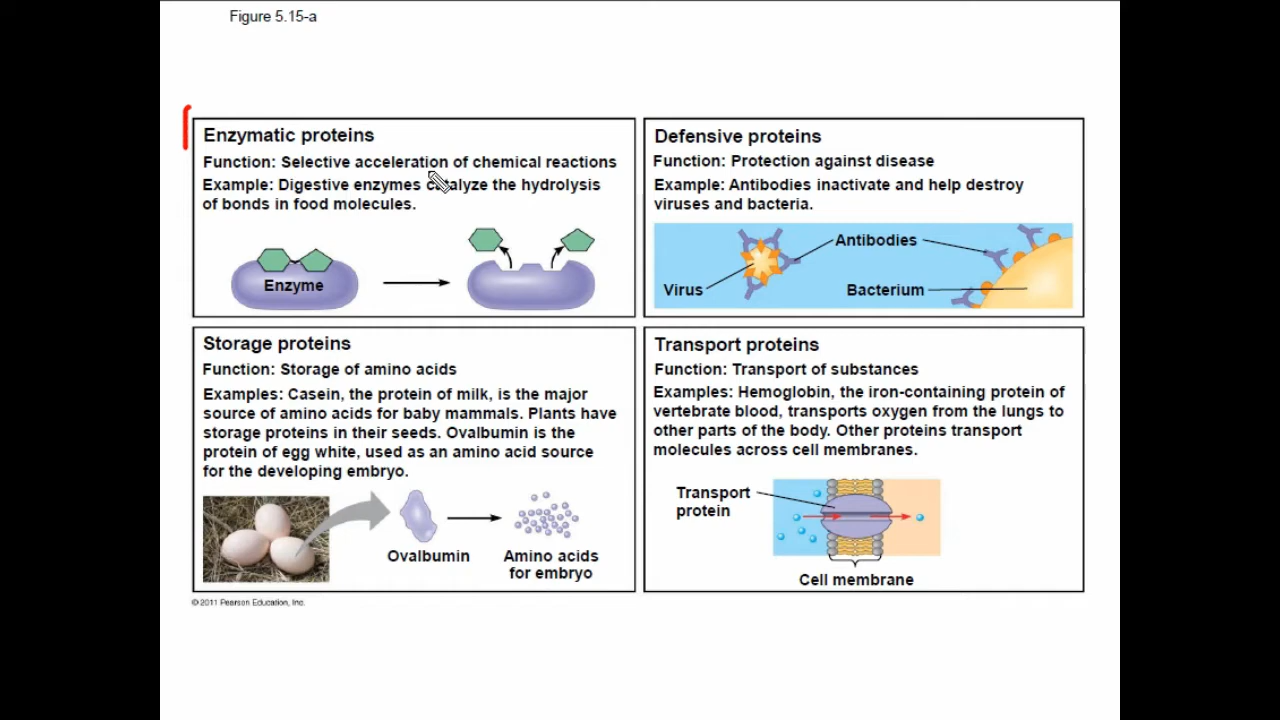 Figure 5.15-a
Enzymatic proteins
Function: Selective acceleration of chemical reactions
Example: Digestive enzymes catalyze the hydrolysis
of bonds in food molecules.
Enzyme
Defensive proteins
Function: Protection against disease
Example: Antibodies inactivate and help destroy
viruses and bacteria.
Antibodies
Virus
Bacterium
Storage proteins
Function: Storage of amino acids
Examples: Casein, the protein of milk, is the major
source of amino acids for baby mammals. Plants have
storage proteins in their seeds. Ovalbumin is the
protein of egg white, used as an amino acid source
for the developing embryo.
Ovalbumin
Amino acids
for embryo
Transport proteins
Function: Transport of substances
Examples: Hemoglobin, the iron-containing protein of
vertebrate blood, transports oxygen from the lungs to
other parts of the body. Other proteins transport
molecules across cell membranes.
Transport
protein
Cell membrane
© 2011 Pearson Education, Inc.